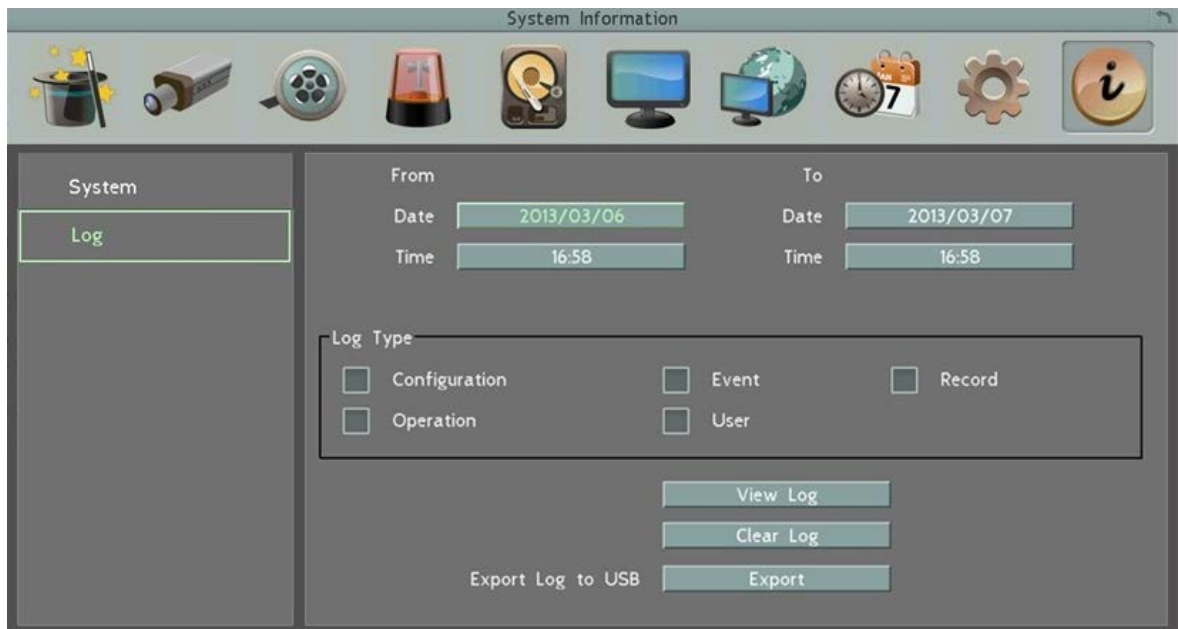 System Information
7
i
System
Log
From To
Date 2013/03/06 Date 2013/03/07
Time 16:58 Time 16:58
Log Type
Configuration Event Record
Operation User
View Log
Clear Log
Export Log to USB Export